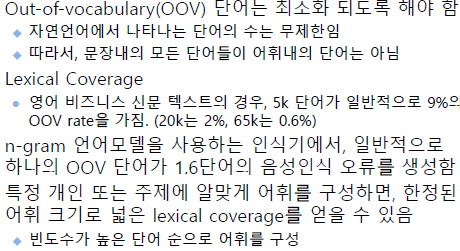 Out-of-vocabulary(OOV) 단어는 최소화 되도록 해야 함
자연언어에서 나타나는 단어의 수는 무제한임
따라서, 문장내의 모든 단어들이 어휘내의 단어는 아님
Lexical Coverage
영어 비즈니스 신문 텍스트의 경우, 5k 단어가 일반적으로 9%의
OOV rate을 가짐. (20k는 2%, 65k는 0.6%)
n-gram 언어모델을 사용하는 인식기에서, 일반적으로
하나의 OOV 단어가 1.6단어의 음성인식 오류를 생성함
특정 개인 또는 주제에 알맞게 어휘를 구성하면, 한정된
어휘 크기로 넓은 lexical coverage를 얻을 수 있음
빈도수가 높은 단어 순으로 어휘를 구성